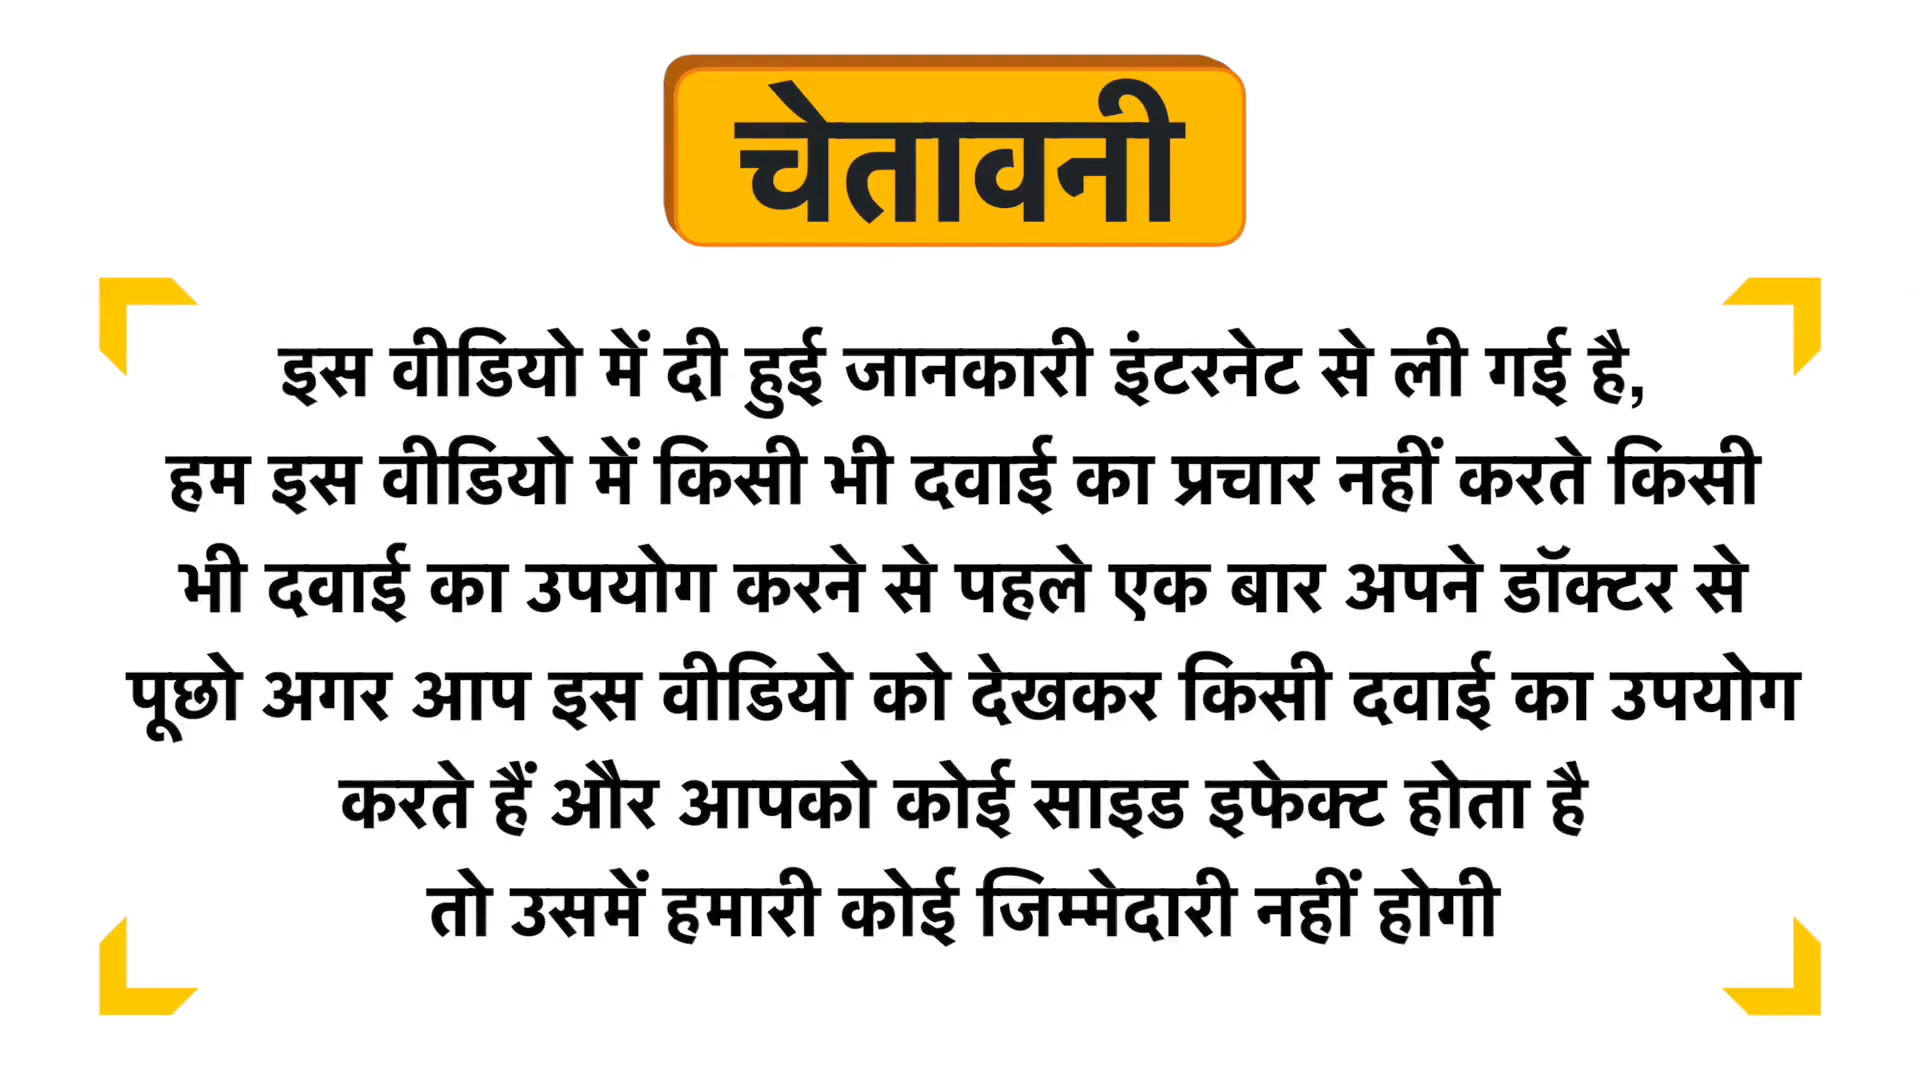 चेतावनी
इस वीडियो में दी हुई जानकारी इंटरनेट से ली गई है,
हम इस वीडियो में किसी भी दवाई का प्रचार नहीं करते किसी
भी दवाई का उपयोग करने से पहले एक बार अपने डॉक्टर से
पूछो अगर आप इस वीडियो को देखकर किसी दवाई का उपयोग
करते हैं और आपको कोई साइड इफेक्ट होता है
तो उसमें हमारी कोई जिम्मेदारी नहीं होगी